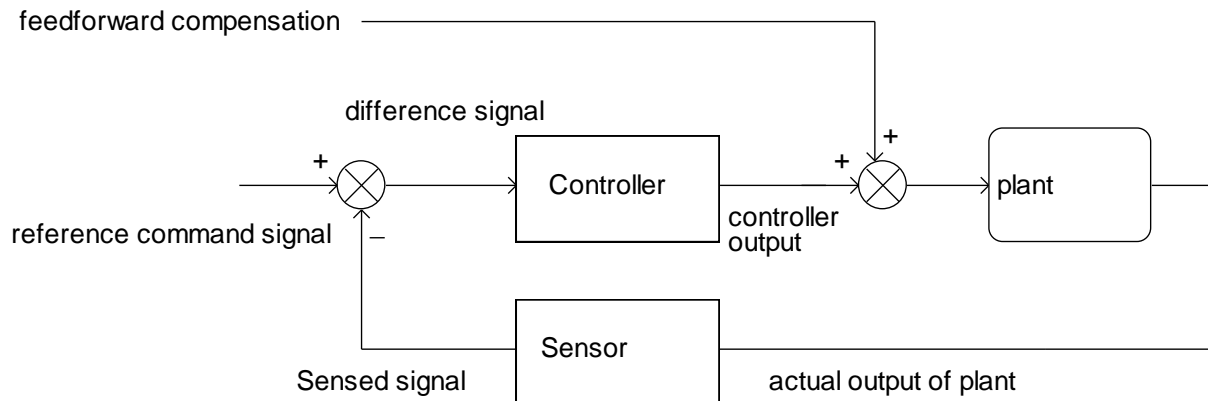 feedforward compensation
difference signal
+
+
+
Controller
plant
reference command signal
−
controller
output
Sensor
Sensed signal
actual output of plant